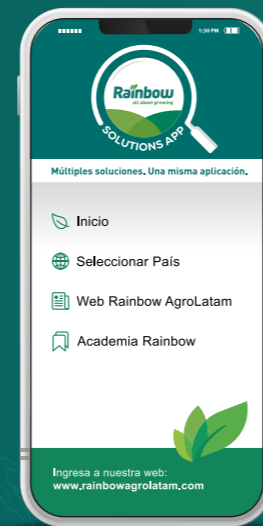 1:30 PM
Rainbow
all about growing
SOLUTIONS APP
Múltiples soluciones. Una misma aplicación.
Inicio
Seleccionar País
Web Rainbow AgroLatam
Academia Rainbow
Ingresa a nuestra web:
www.rainbowagrolatam.com